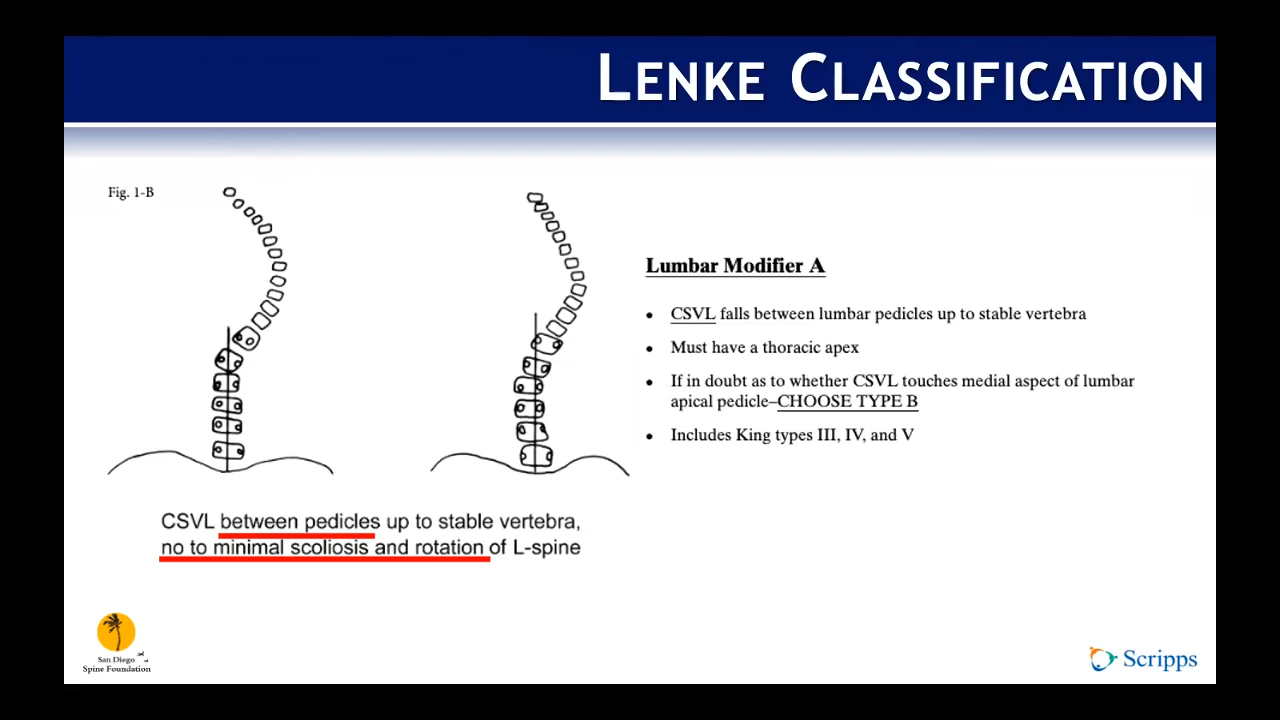 LENKE CLASSIFICATION
Fig. 1-B
Lumbar Modifier A
• CSVL falls between lumbar pedicles up to stable vertebra
• Must have a thoracic apex
• If in doubt as to whether CSVL touches medial aspect of lumbar
apical pedicle–CHOOSE TYPE B
• Includes King types III, IV, and V
CSVL between pedicles up to stable vertebra,
no to minimal scoliosis and rotation of L-spine
San Diego
Spine Foundation
Scripps